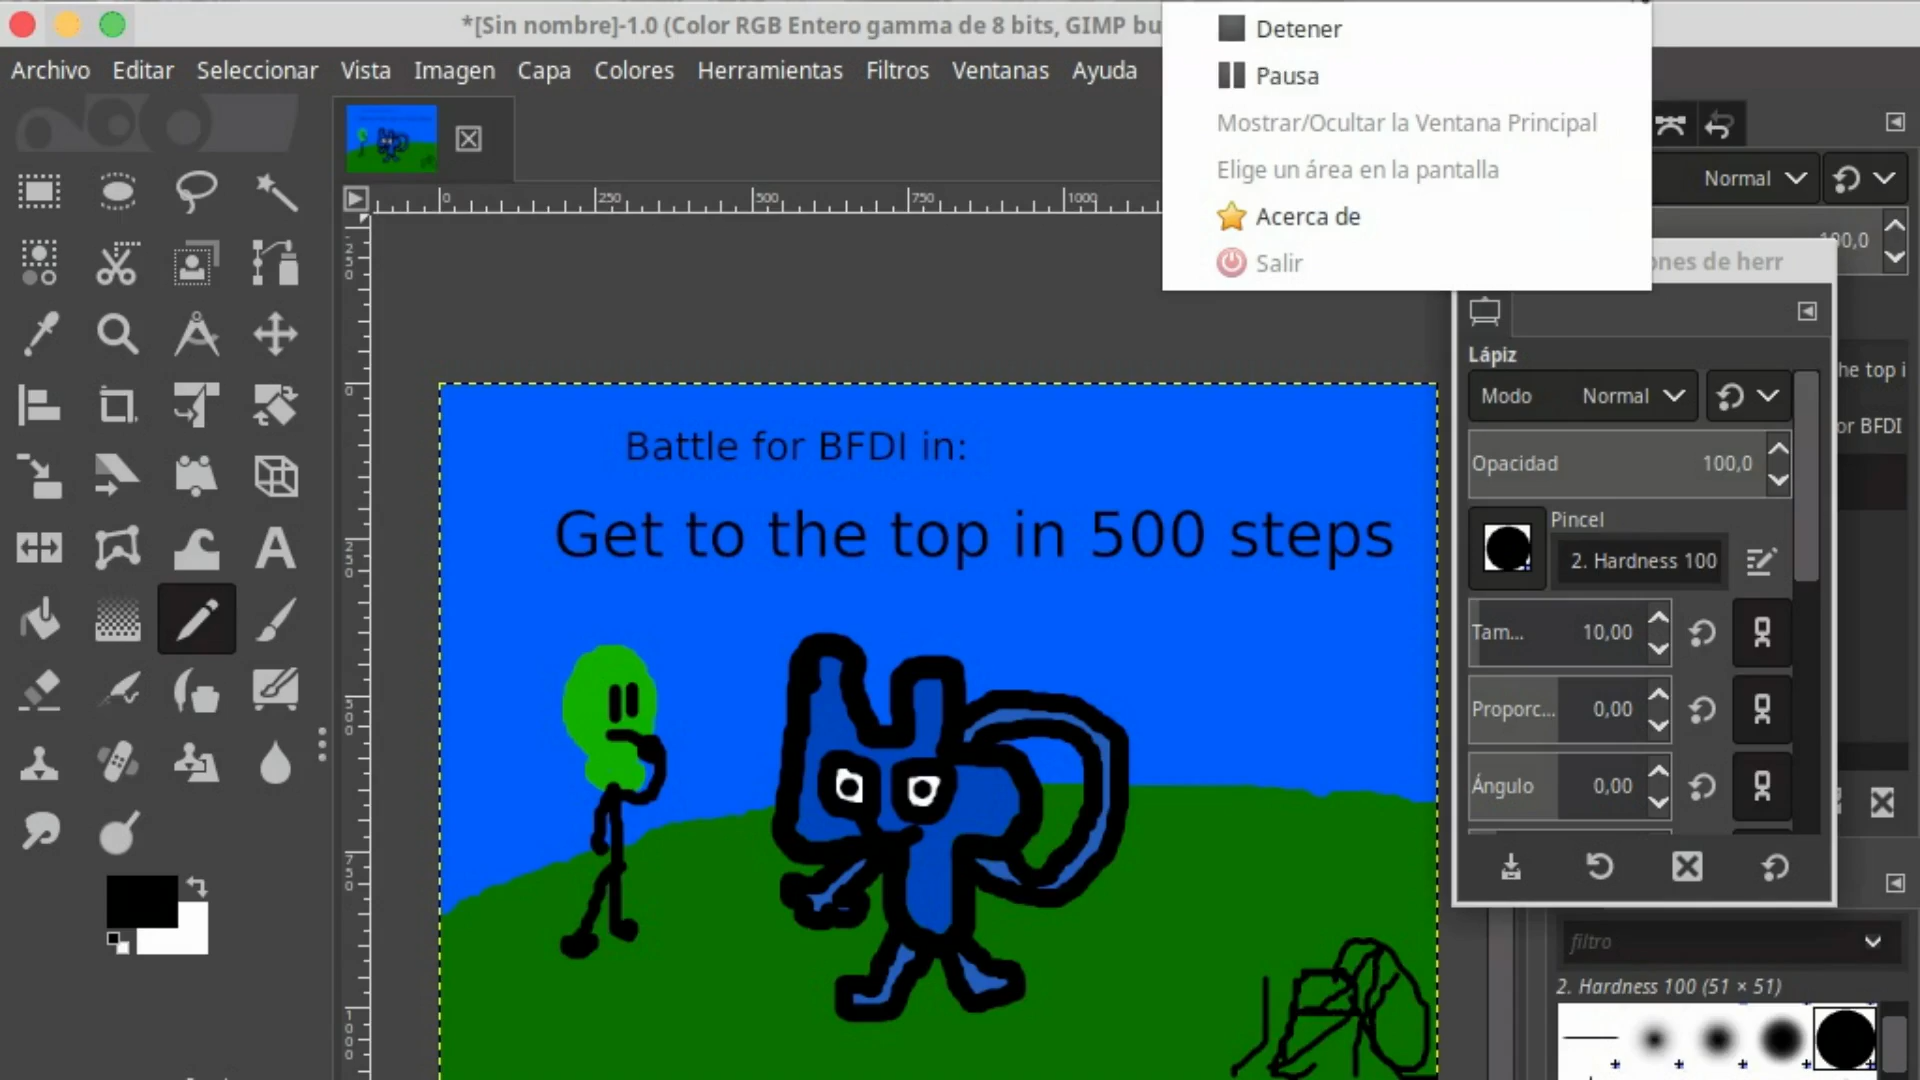 *[Sin nombre]-1.0 (Color RGB Entero gamma de 8 bits, GIMP bu
Archivo Editar Seleccionar Vista Imagen Capa Colores Herramientas Filtros Ventanas Ayuda
Detener
Pausa
Mostrar/Ocultar la Ventana Principal
Elige un área en la pantalla
Acerca de
Salir
Normal
100,0
ones de herr
0 250 500 750 1000
250
0
250
500
750
1000
Lápiz
Modo Normal
Opacidad 100,0
Pincel
2. Hardness 100
Tam... 10,00
Proporc... 0,00
Ángulo 0,00
he top i
or BFDI
filtro
2. Hardness 100 (51 × 51)
Battle for BFDI in:
Get to the top in 500 steps